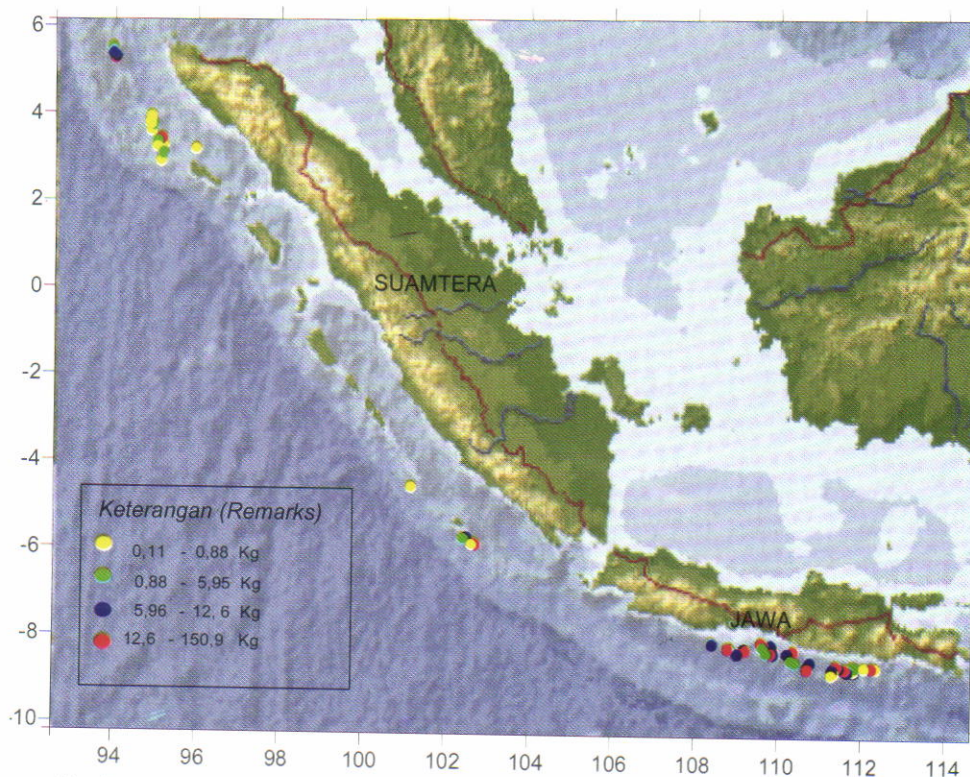 6
4
2
0
-2
-4
-6
-8
-10
SUAMTERA
JAWA
Keterangan (Remarks)
0,11 - 0,88 Kg
0,88 - 5,95 Kg
5,96 - 12,6 Kg
12,6 - 150,9 Kg
94 96 98 100 102 104 106 108 110 112 114